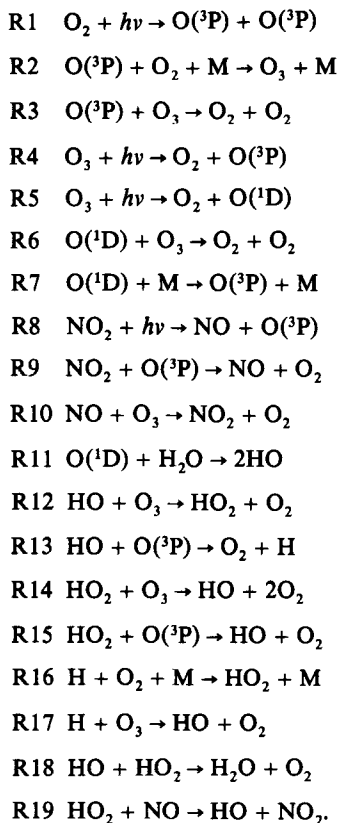 R1 O₂ + hν → O(³P) + O(³P)
R2 O(³P) + O₂ + M → O₃ + M
R3 O(³P) + O₃ → O₂ + O₂
R4 O₃ + hν → O₂ + O(³P)
R5 O₃ + hν → O₂ + O(¹D)
R6 O(¹D) + O₃ → O₂ + O₂
R7 O(¹D) + M → O(³P) + M
R8 NO₂ + hν → NO + O(³P)
R9 NO₂ + O(³P) → NO + O₂
R10 NO + O₃ → NO₂ + O₂
R11 O(¹D) + H₂O → 2HO
R12 HO + O₃ → HO₂ + O₂
R13 HO + O(³P) → O₂ + H
R14 HO₂ + O₃ → HO + 2O₂
R15 HO₂ + O(³P) → HO + O₂
R16 H + O₂ + M → HO₂ + M
R17 H + O₃ → HO + O₂
R18 HO + HO₂ → H₂O + O₂
R19 HO₂ + NO → HO + NO₂.